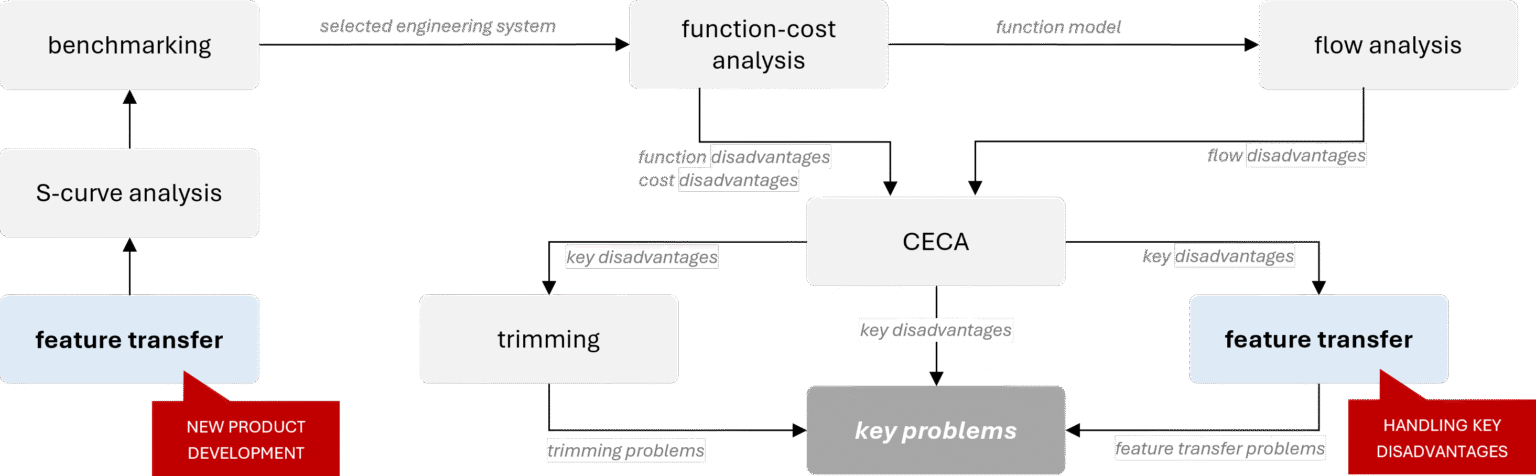 benchmarking
selected engineering system
function-cost
analysis
function model
flow analysis
function disadvantages
cost disadvantages
flow disadvantages
S-curve analysis
CECA
key disadvantages
key disadvantages
feature transfer
trimming
key disadvantages
feature transfer
NEW PRODUCT
DEVELOPMENT
key problems
HANDLING KEY
DISADVANTAGES
trimming problems
feature transfer problems